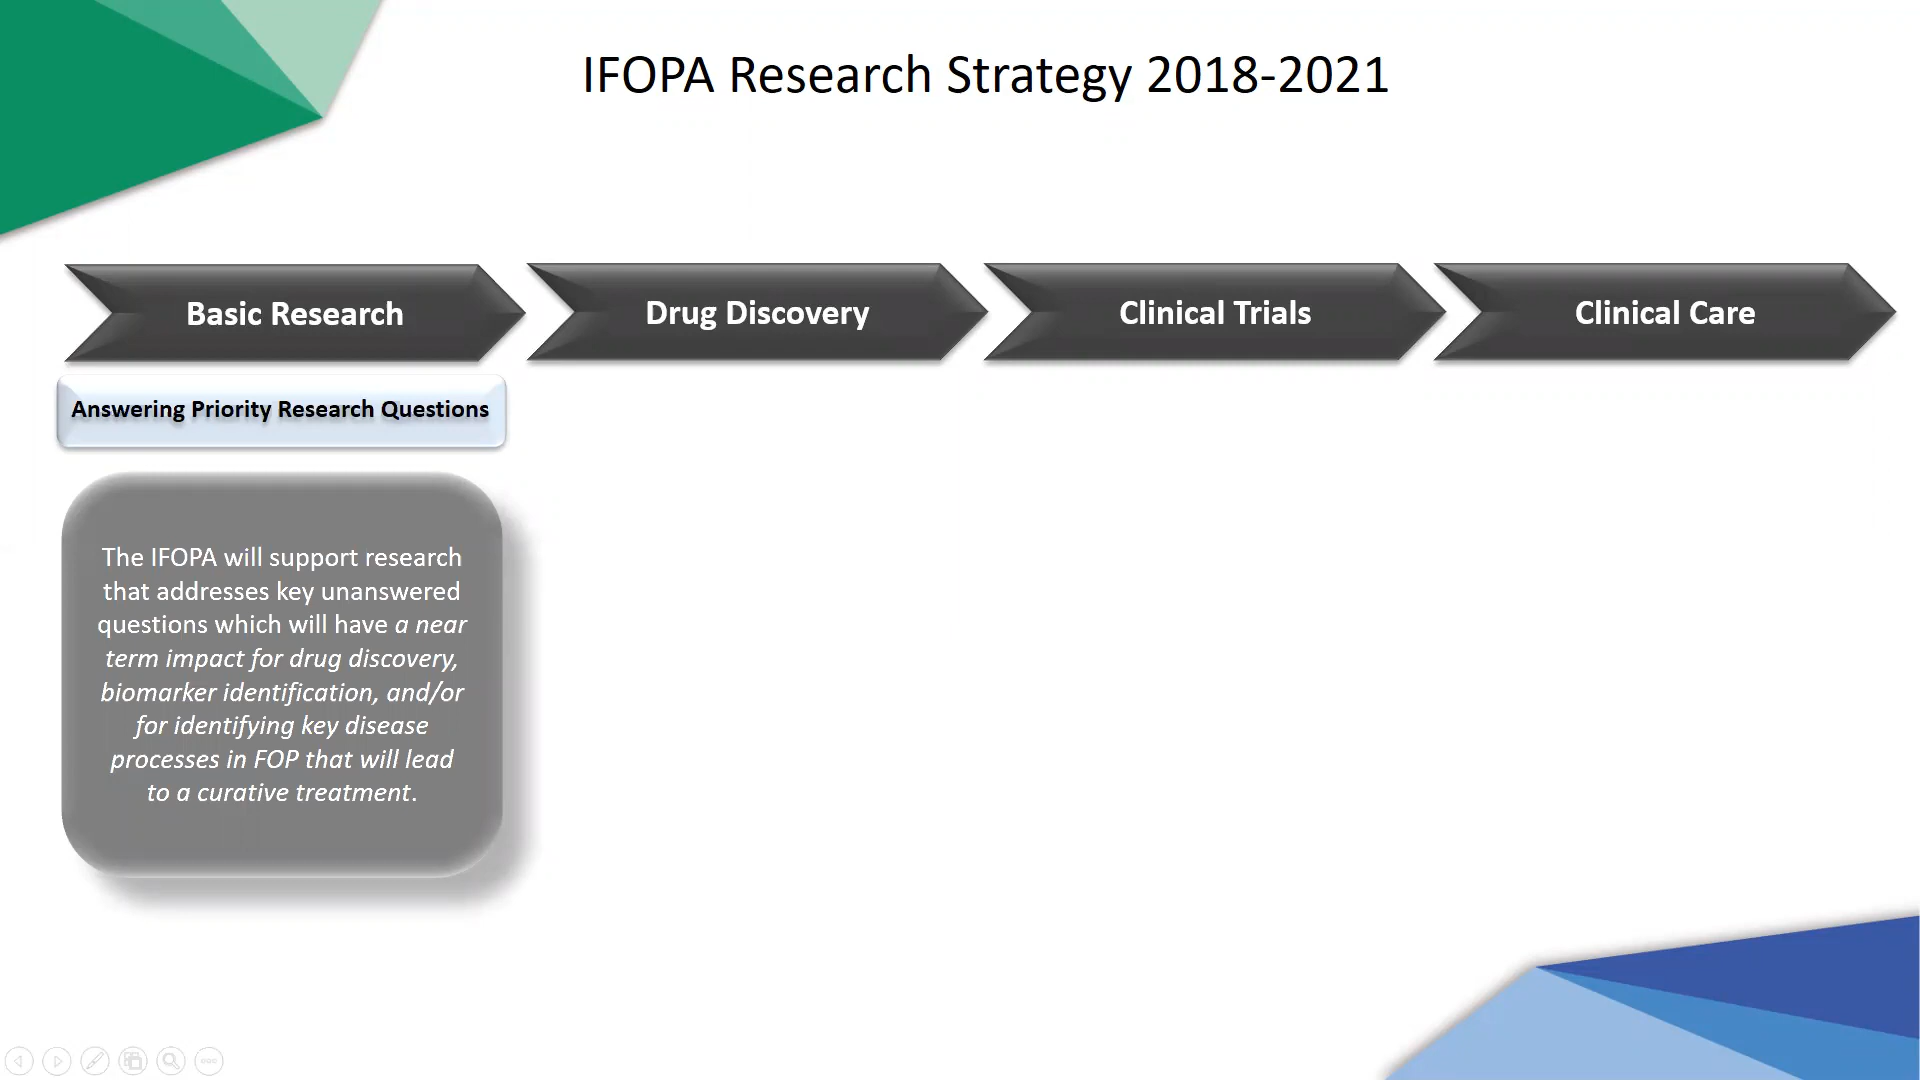 IFOPA Research Strategy 2018-2021
Basic Research
Drug Discovery
Clinical Trials
Clinical Care
Answering Priority Research Questions
The IFOPA will support research
that addresses key unanswered
questions which will have a near
term impact for drug discovery,
biomarker identification, and/or
for identifying key disease
processes in FOP that will lead
to a curative treatment.